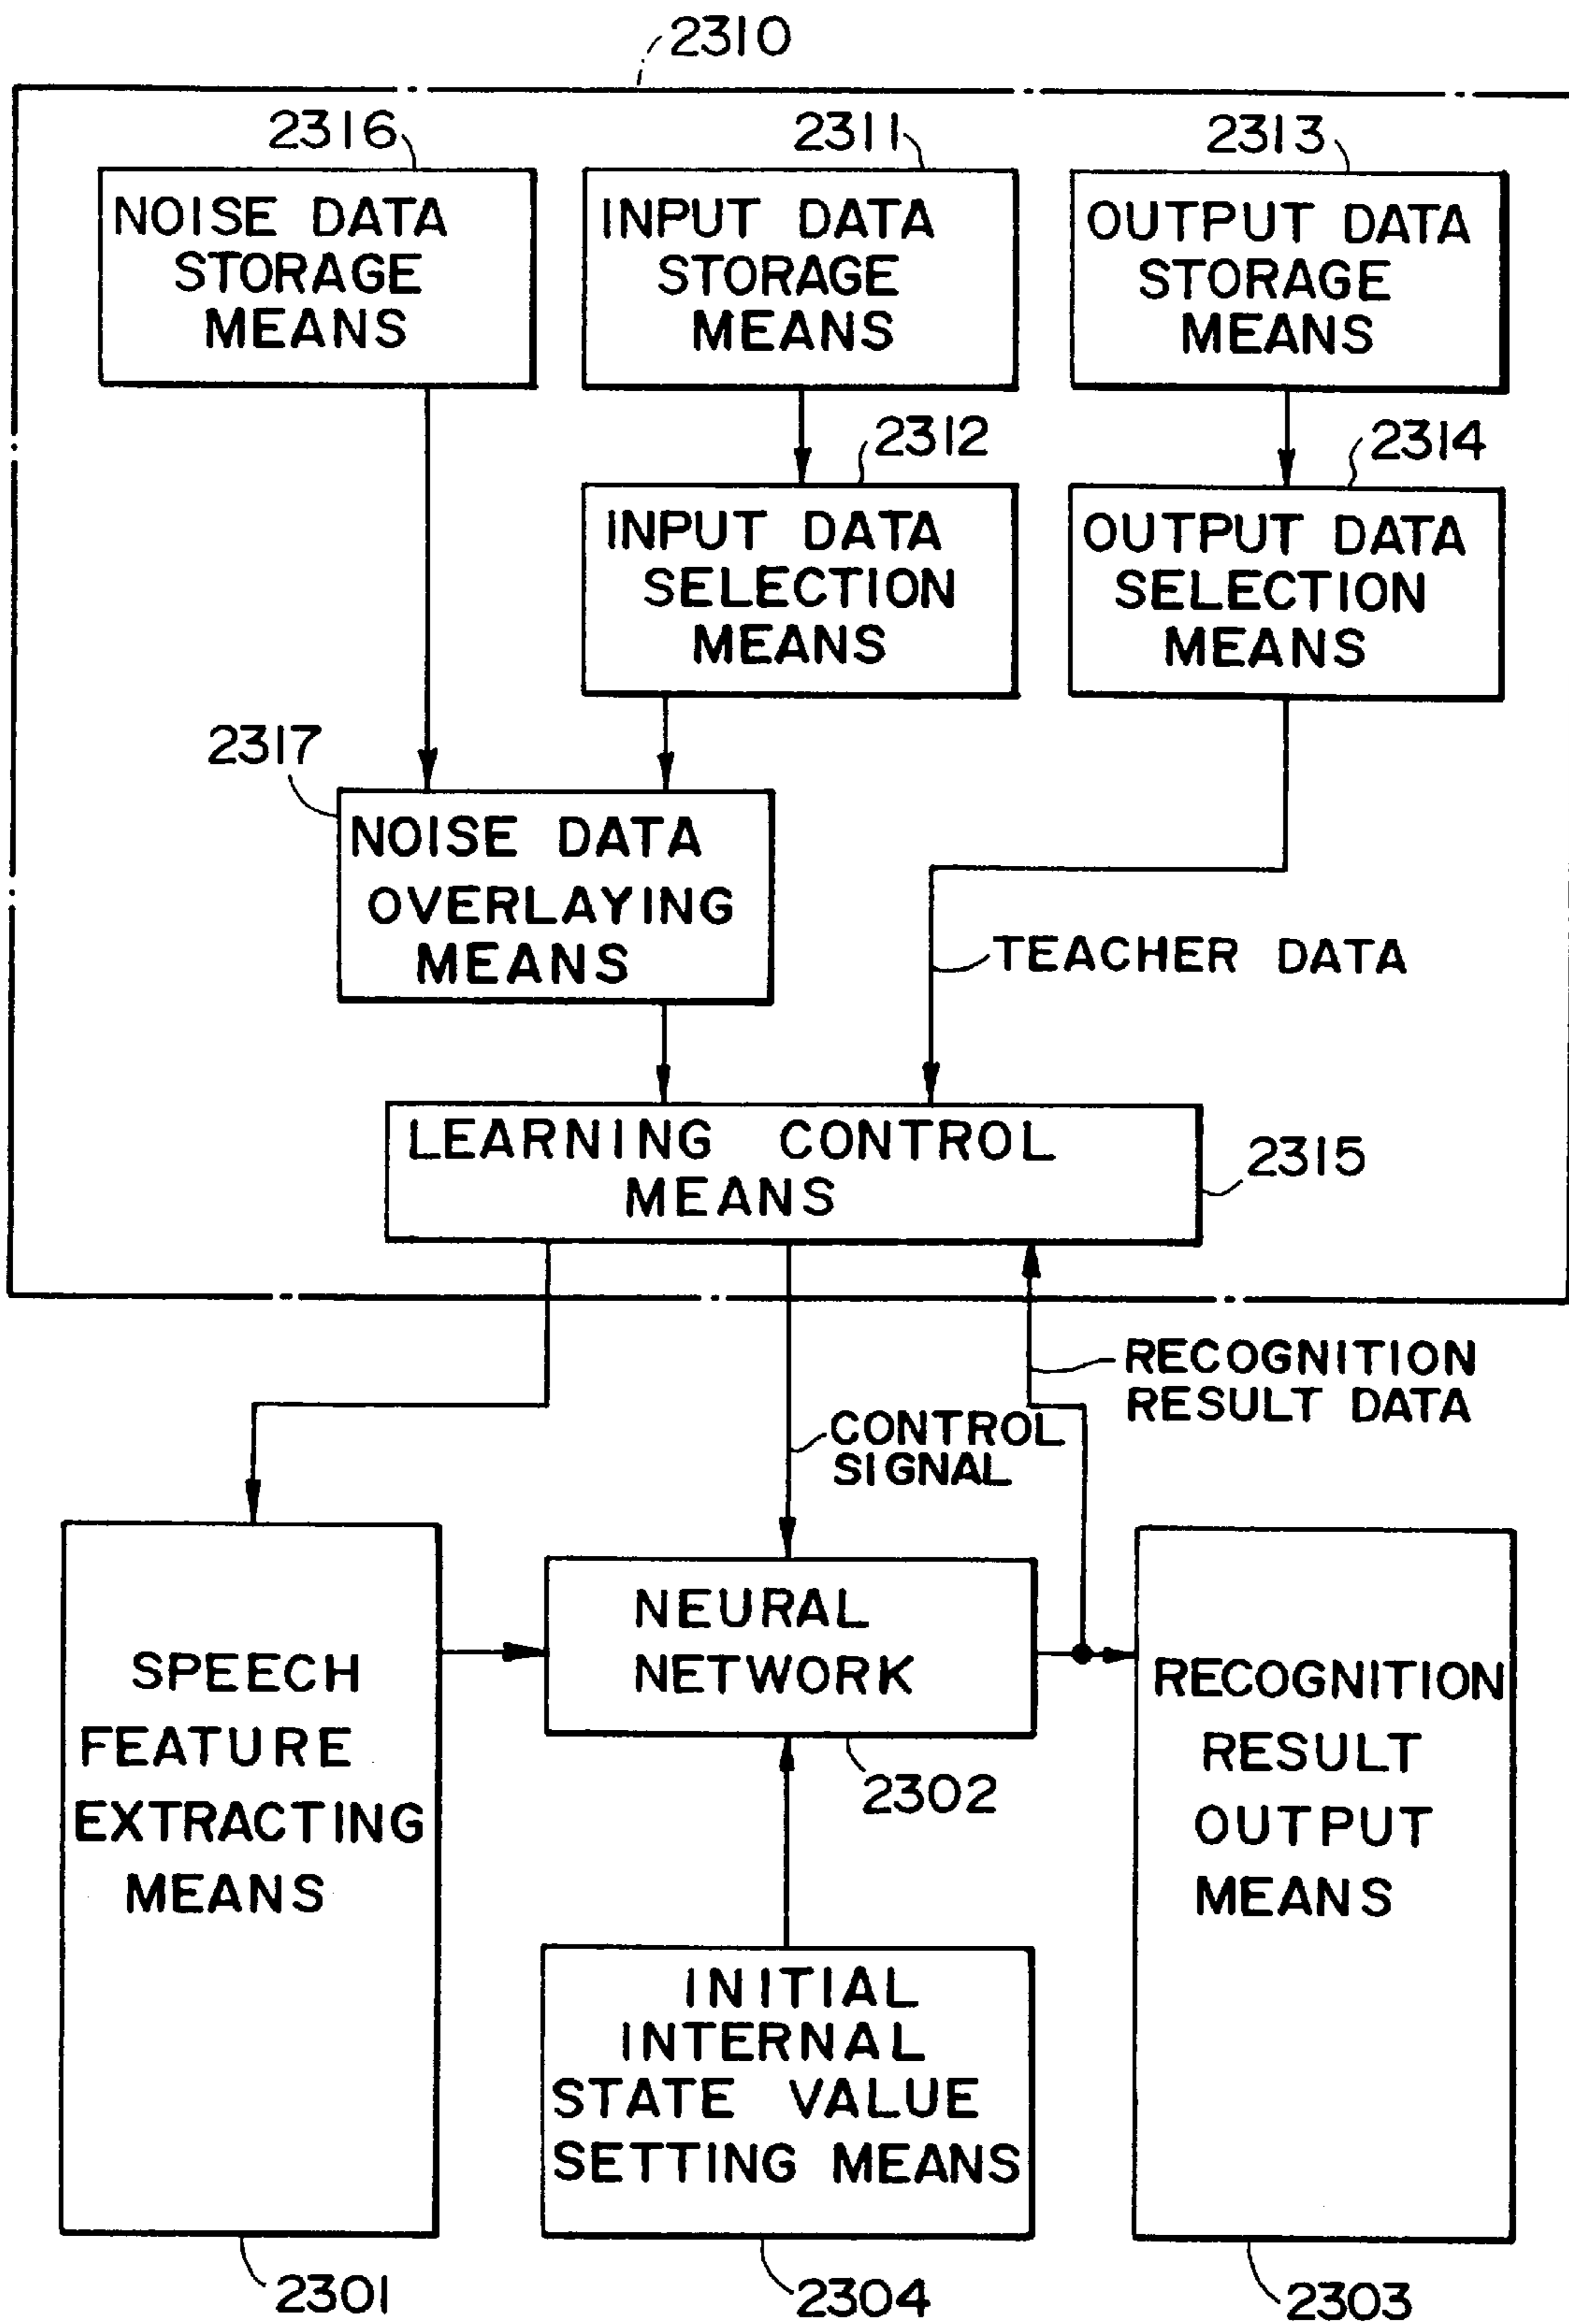 2310
2316
2311
2313
NOISE DATA
STORAGE
MEANS
INPUT DATA
STORAGE
MEANS
OUTPUT DATA
STORAGE
MEANS
2312
2314
INPUT DATA
SELECTION
MEANS
OUTPUT DATA
SELECTION
MEANS
2317
NOISE DATA
OVERLAYING
MEANS
TEACHER DATA
LEARNING CONTROL
MEANS
2315
RECOGNITION
RESULT DATA
CONTROL
SIGNAL
SPEECH
FEATURE
EXTRACTING
MEANS
NEURAL
NETWORK
2302
RECOGNITION
RESULT
OUTPUT
MEANS
INITIAL
INTERNAL
STATE VALUE
SETTING MEANS
2301
2304
2303